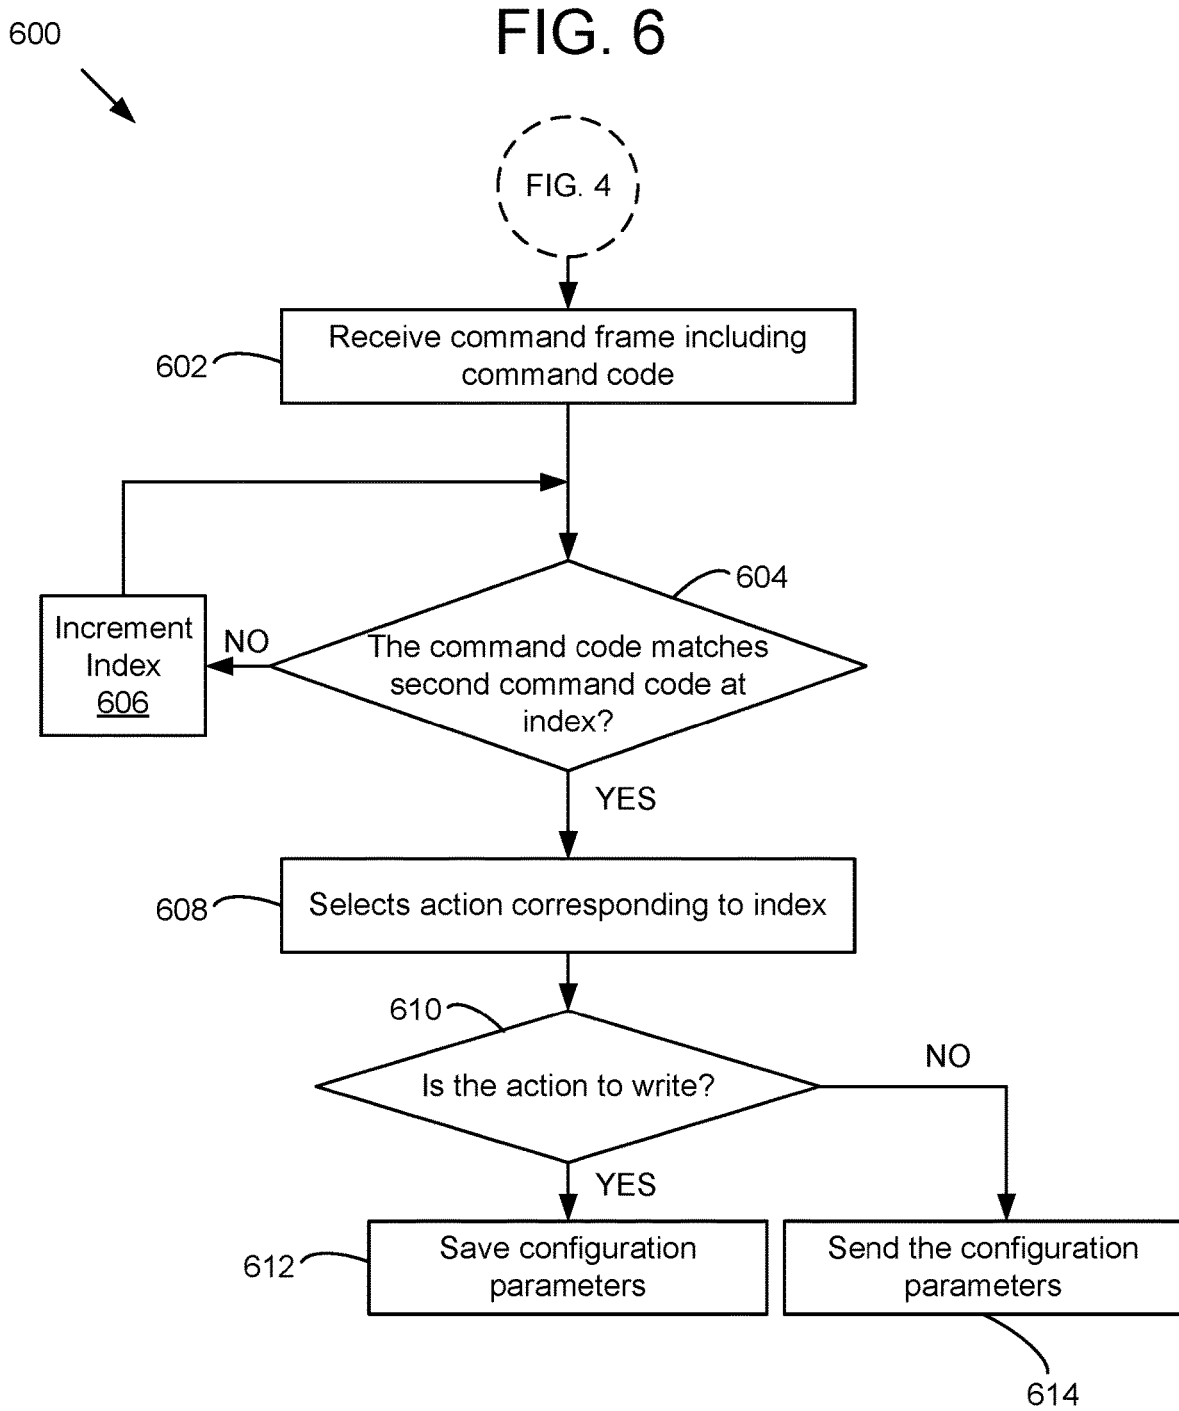 600
FIG. 6
FIG. 4
Receive command frame including
command code
602
604
Increment
Index
606
NO
The command code matches
second command code at
index?
YES
608
Selects action corresponding to index
610
Is the action to write?
NO
YES
612
Save configuration
parameters
Send the configuration
parameters
614